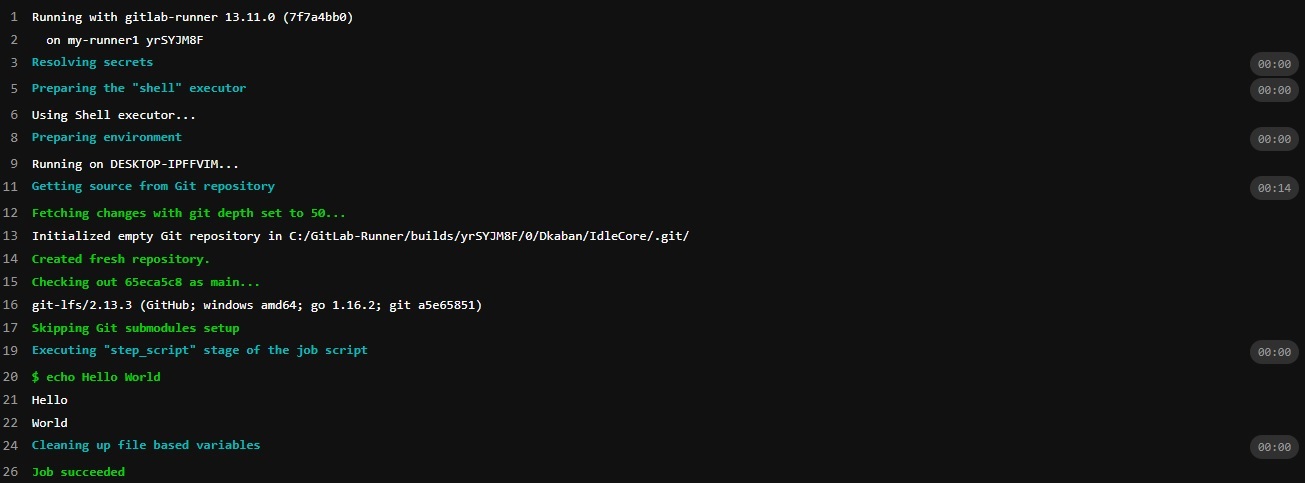 1 Running with gitlab-runner 13.11.0 (7f7a4bb0)
2 on my-runner1 yrSYJM8F
3 Resolving secrets 00:00
5 Preparing the "shell" executor 00:00
6 Using Shell executor...
8 Preparing environment 00:00
9 Running on DESKTOP-IPFFVIM...
11 Getting source from Git repository 00:14
12 Fetching changes with git depth set to 50...
13 Initialized empty Git repository in C:/GitLab-Runner/builds/yrSYJM8F/0/Dkaban/IdleCore/.git/
14 Created fresh repository.
15 Checking out 65eca5c8 as main...
16 git-lfs/2.13.3 (GitHub; windows amd64; go 1.16.2; git a5e65851)
17 Skipping Git submodules setup
19 Executing "step_script" stage of the job script 00:00
20 $ echo Hello World
21 Hello
22 World
24 Cleaning up file based variables 00:00
26 Job succeeded